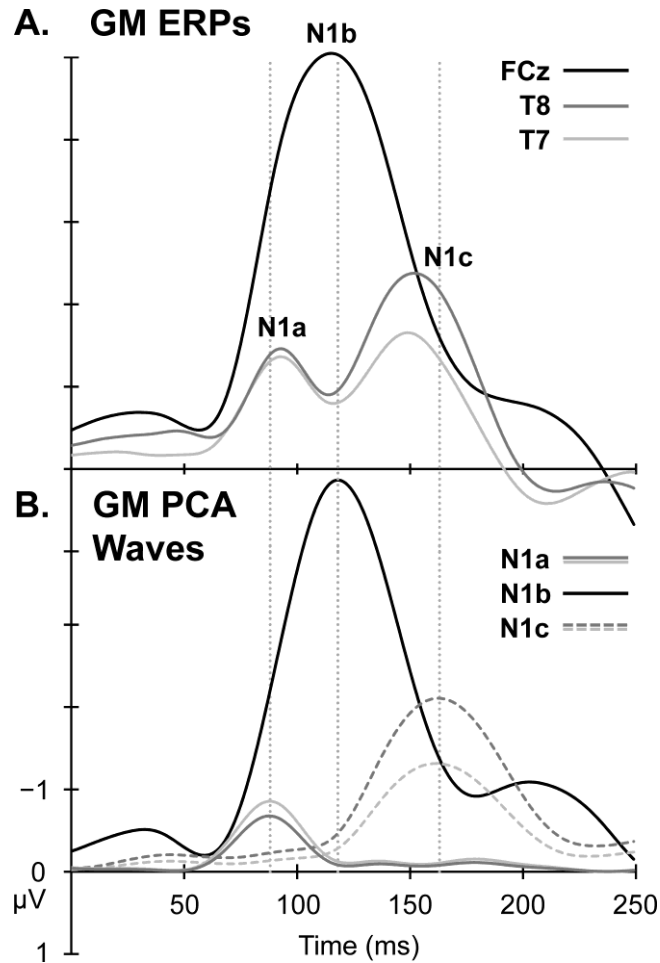 A. GM ERPs
N1b
FCz
T8
T7
N1c
N1a
B. GM PCA
Waves
N1a
N1b
N1c
−1
0
µV
1
50
100
150
200
250
Time (ms)